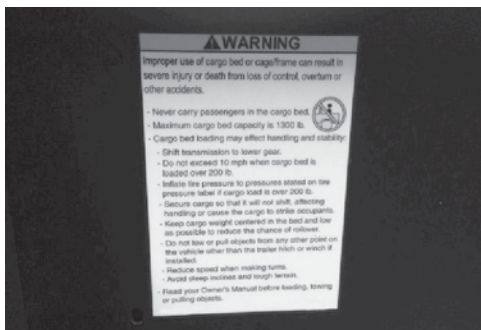 WARNING
Improper use of cargo bed or cage/frame can result in
severe injury or death from loss of control, overturn or
other accidents.
- Never carry passengers in the cargo bed.
- Maximum cargo bed capacity is 1300 lb.
- Cargo bed loading may effect handling and stability:
- Shift transmission to lower gear.
- Do not exceed 10 mph when cargo bed is
loaded over 200 lb.
- Inflate tire pressure to pressures stated on tire
pressure label if cargo load is over 200 lb.
- Secure cargo so that it will not shift, affecting
handling or cause the cargo to strike occupants.
- Keep cargo weight centered in the bed and low
as possible to reduce the chance of rollover.
- Do not tow or pull objects from any other point on
the vehicle other than the trailer hitch or winch if
installed.
- Reduce speed when making turns.
- Avoid steep inclines and rough terrain.
- Read your Owner's Manual before loading, towing
or pulling objects.